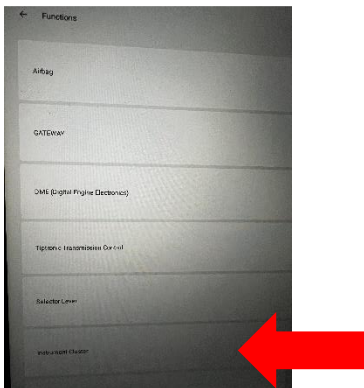 ← Functions
Airbag
GATEWAY
DME (Digital Engine Electronics)
Tiptronic Transmission Control
Selector Lever
Instrument Cluster